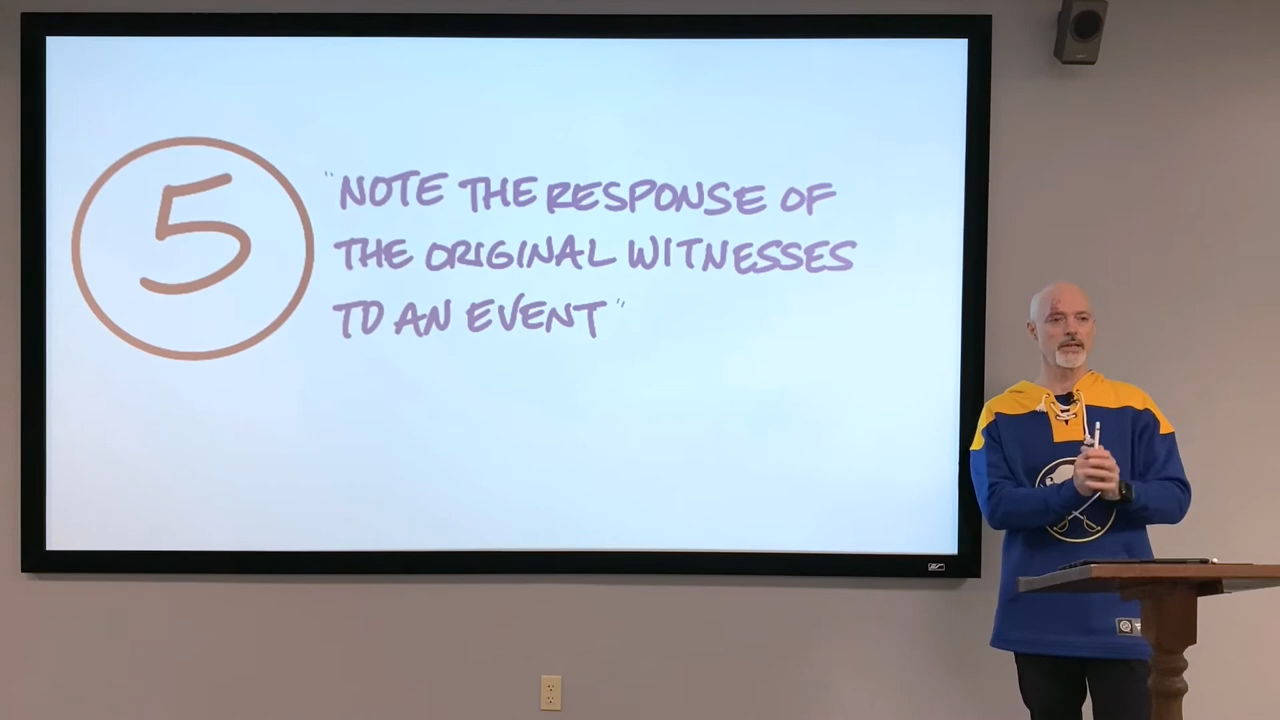 5
"NOTE THE RESPONSE OF
THE ORIGINAL WITNESSES
TO AN EVENT"